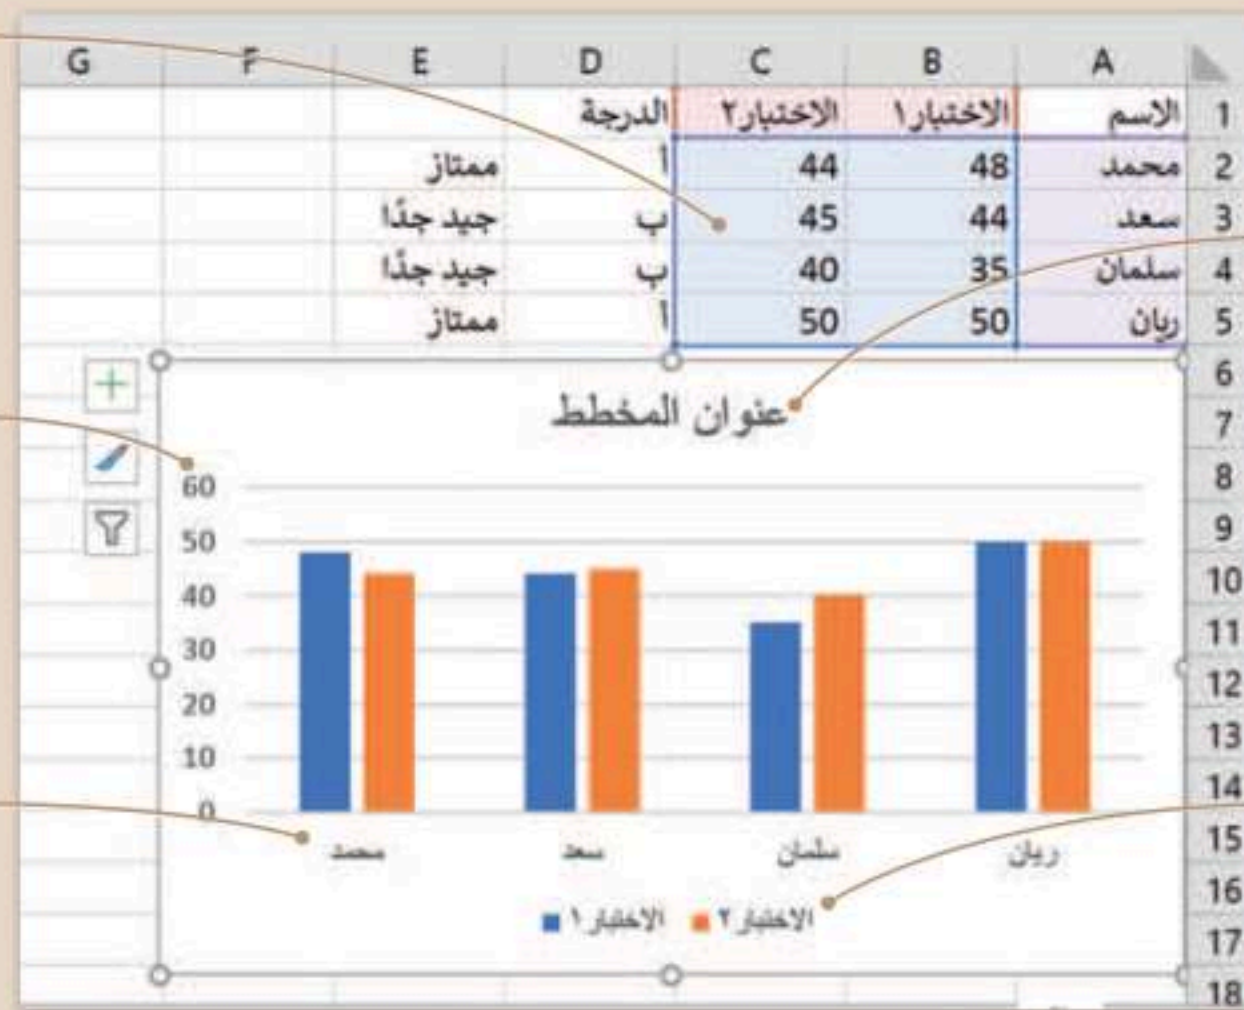 A B C D E F G
1 الاسم الاختبار١ الاختبار٢ الدرجة
2 محمد 48 44 أ ممتاز
3 سعد 44 45 ب جيد جدًا
4 سلمان 35 40 ب جيد جدًا
5 ريان 50 50 أ ممتاز
6
7
8
9
10
11
12
13
14
15
16
17
18
عنوان المخطط
60
50
40
30
20
10
0
محمد سعد سلمان ريان
الاختبار١ الاختبار٢